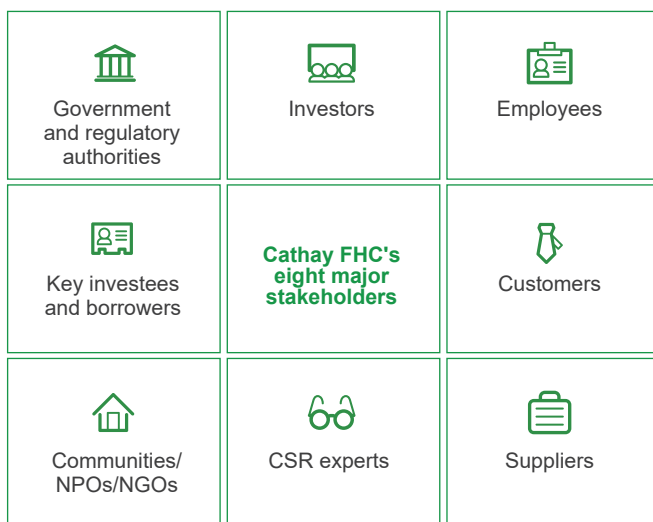 Government
and regulatory
authorities
Investors
Employees
Key investees
and borrowers
Cathay FHC's
eight major
stakeholders
Customers
Communities/
NPOs/NGOs
CSR experts
Suppliers